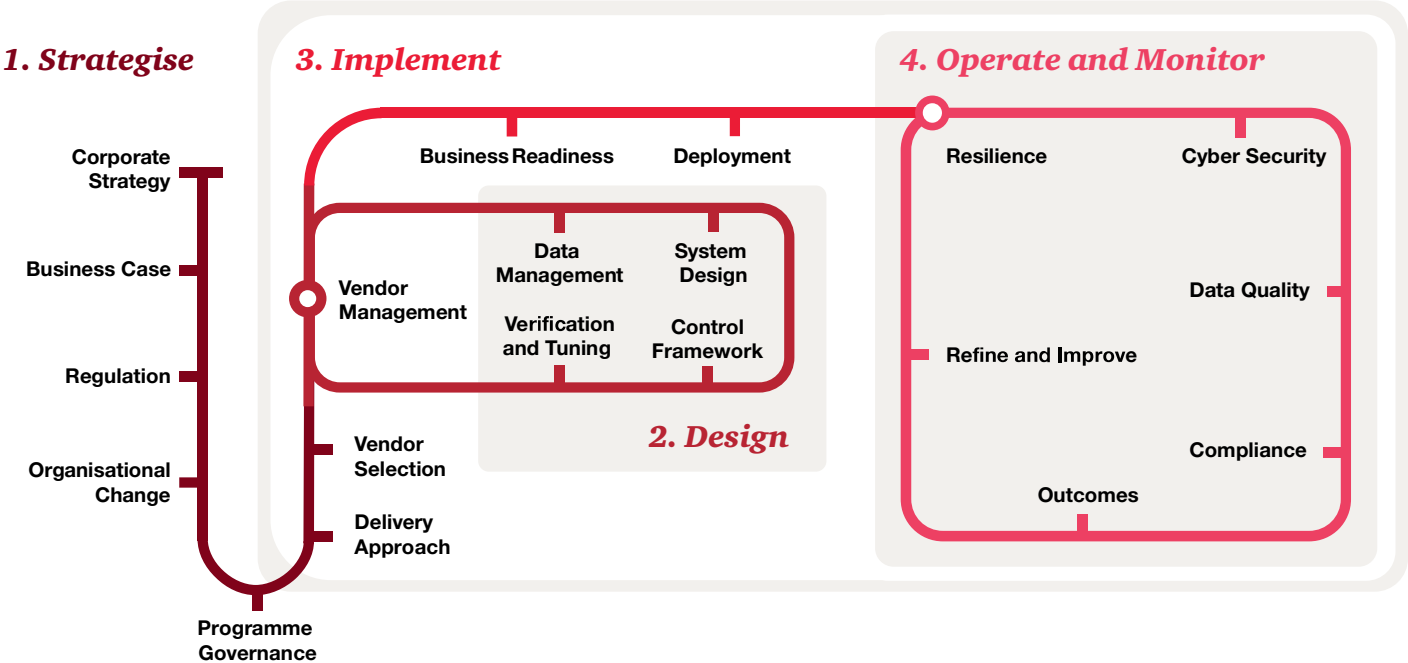 1. Strategise
3. Implement
4. Operate and Monitor
Corporate
Strategy
Business Case
Regulation
Organisational
Change
Programme
Governance
Delivery
Approach
Vendor
Selection
Vendor
Management
Business Readiness
Deployment
Data
Management
System
Design
Verification
and Tuning
Control
Framework
2. Design
Resilience
Cyber Security
Data Quality
Refine and Improve
Compliance
Outcomes